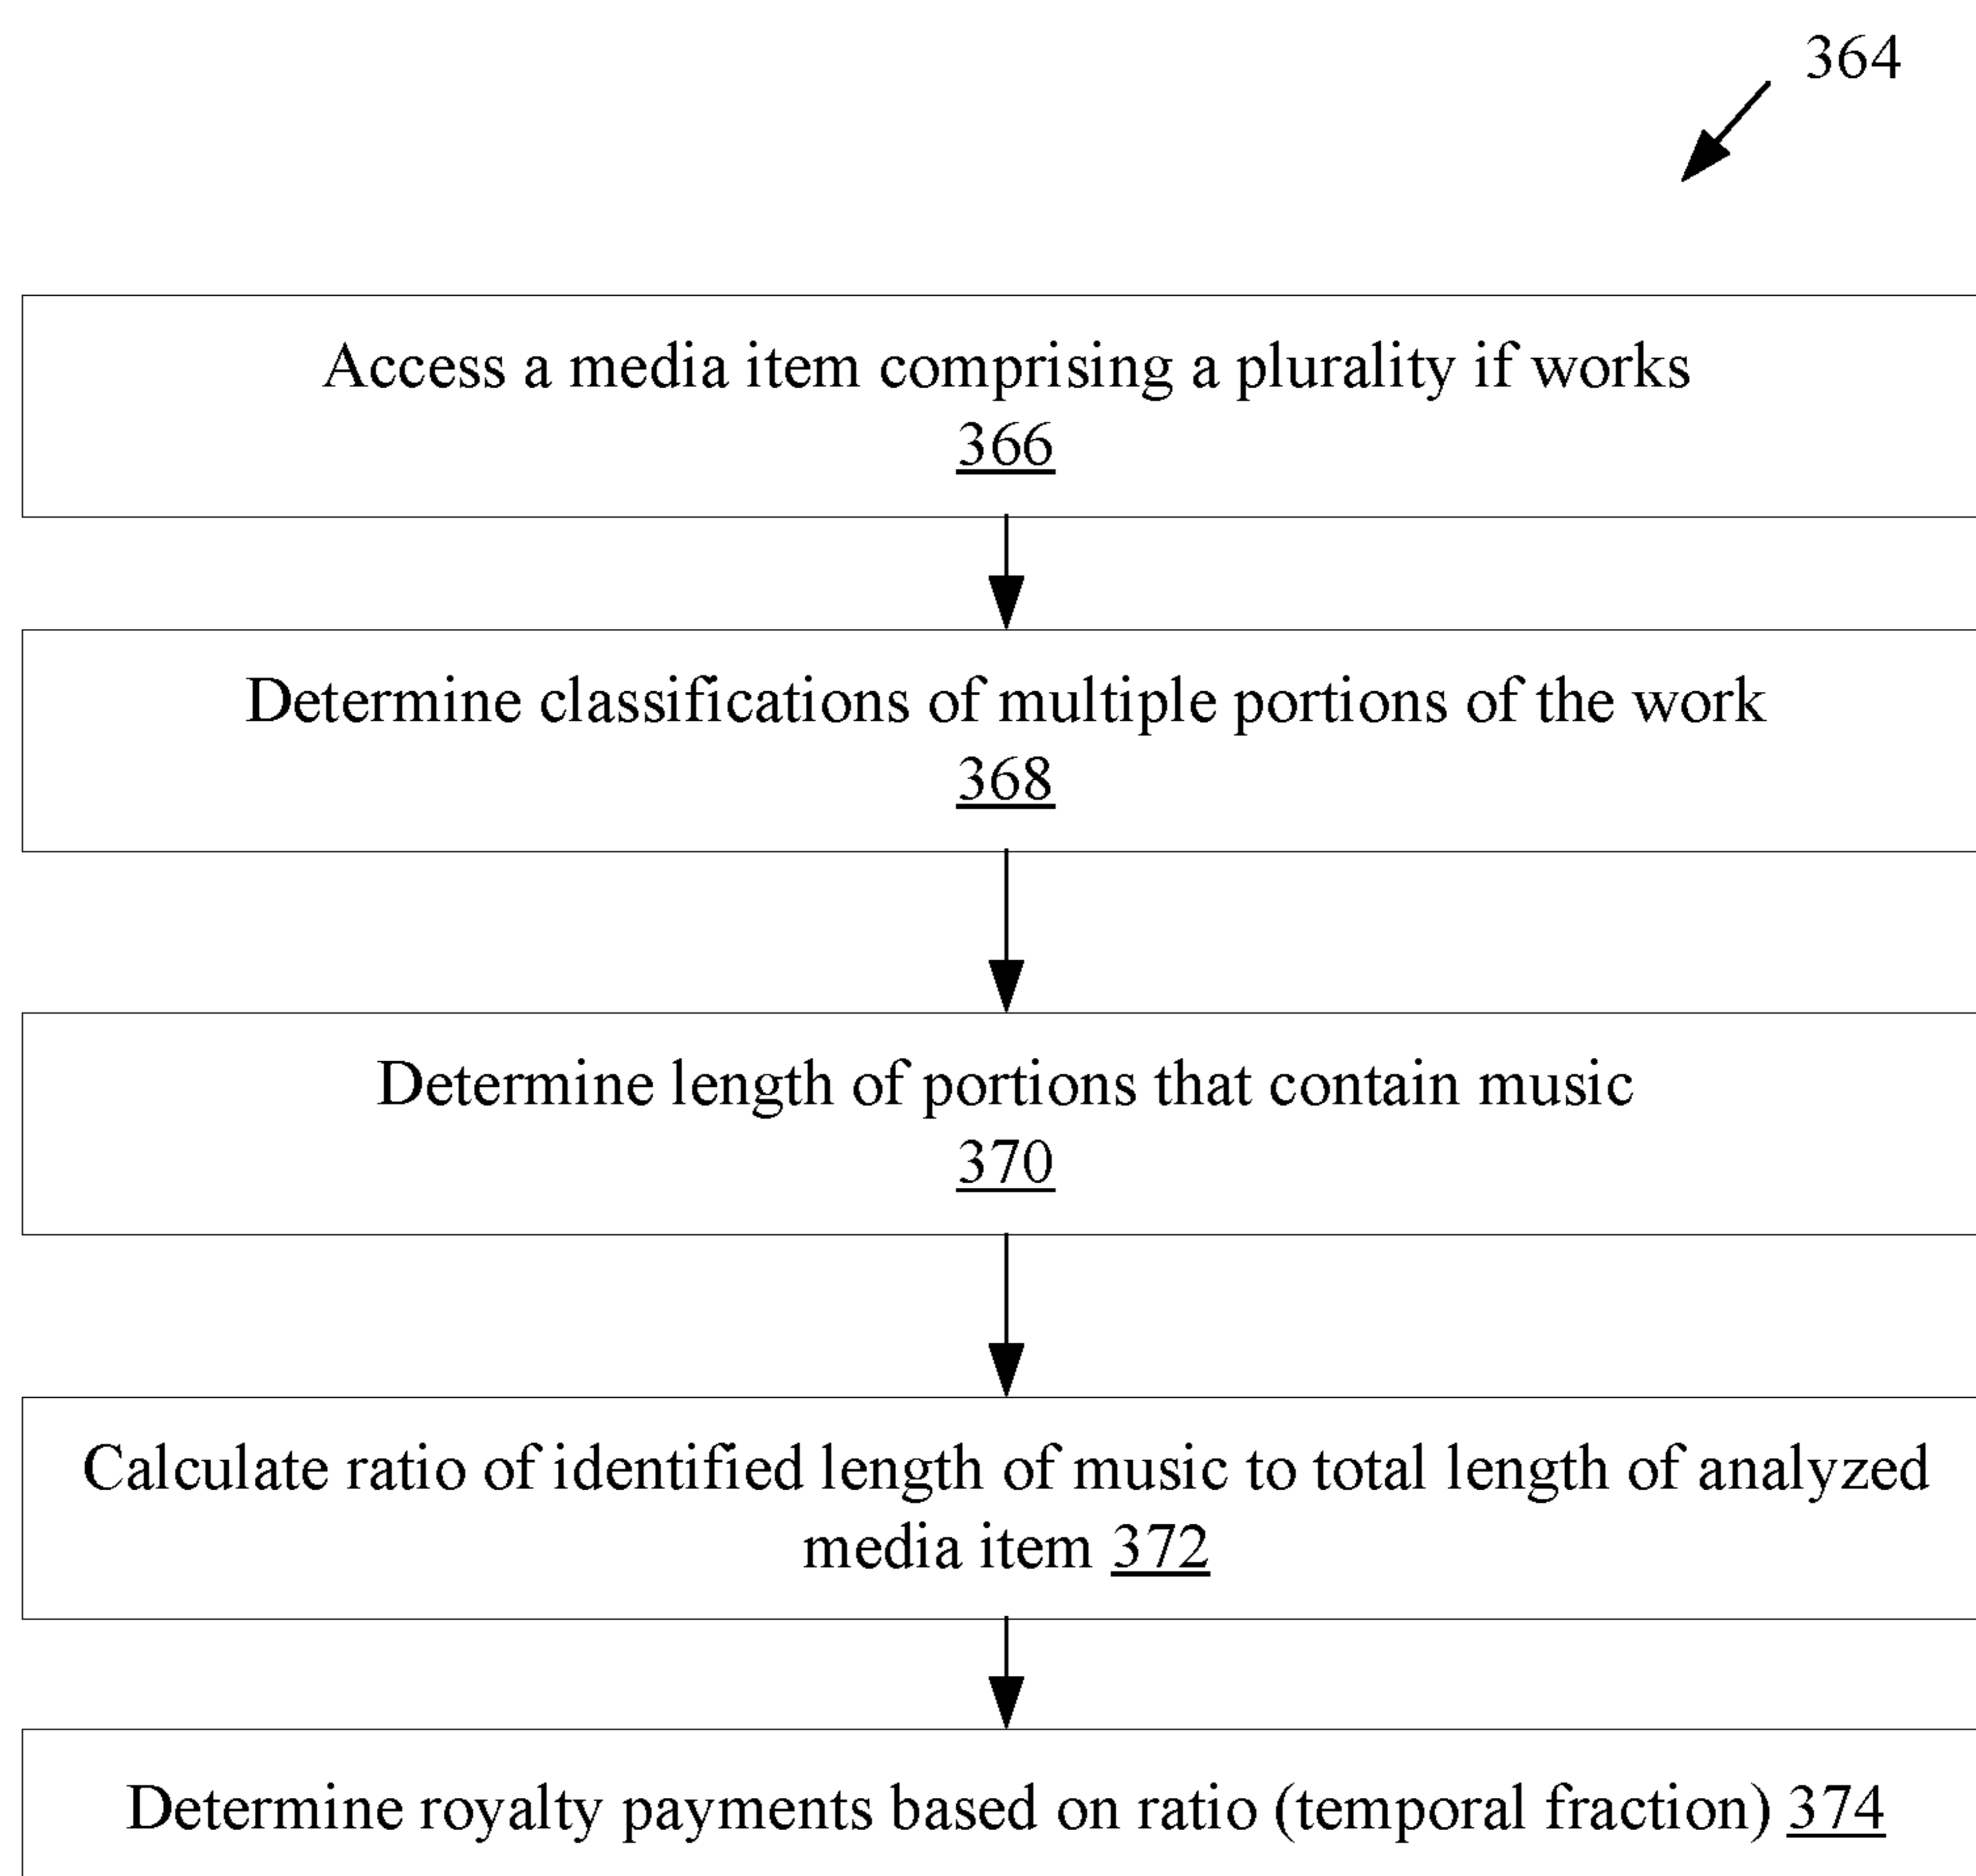 364
Access a media item comprising a plurality if works
366
Determine classifications of multiple portions of the work
368
Determine length of portions that contain music
370
Calculate ratio of identified length of music to total length of analyzed
media item 372
Determine royalty payments based on ratio (temporal fraction) 374